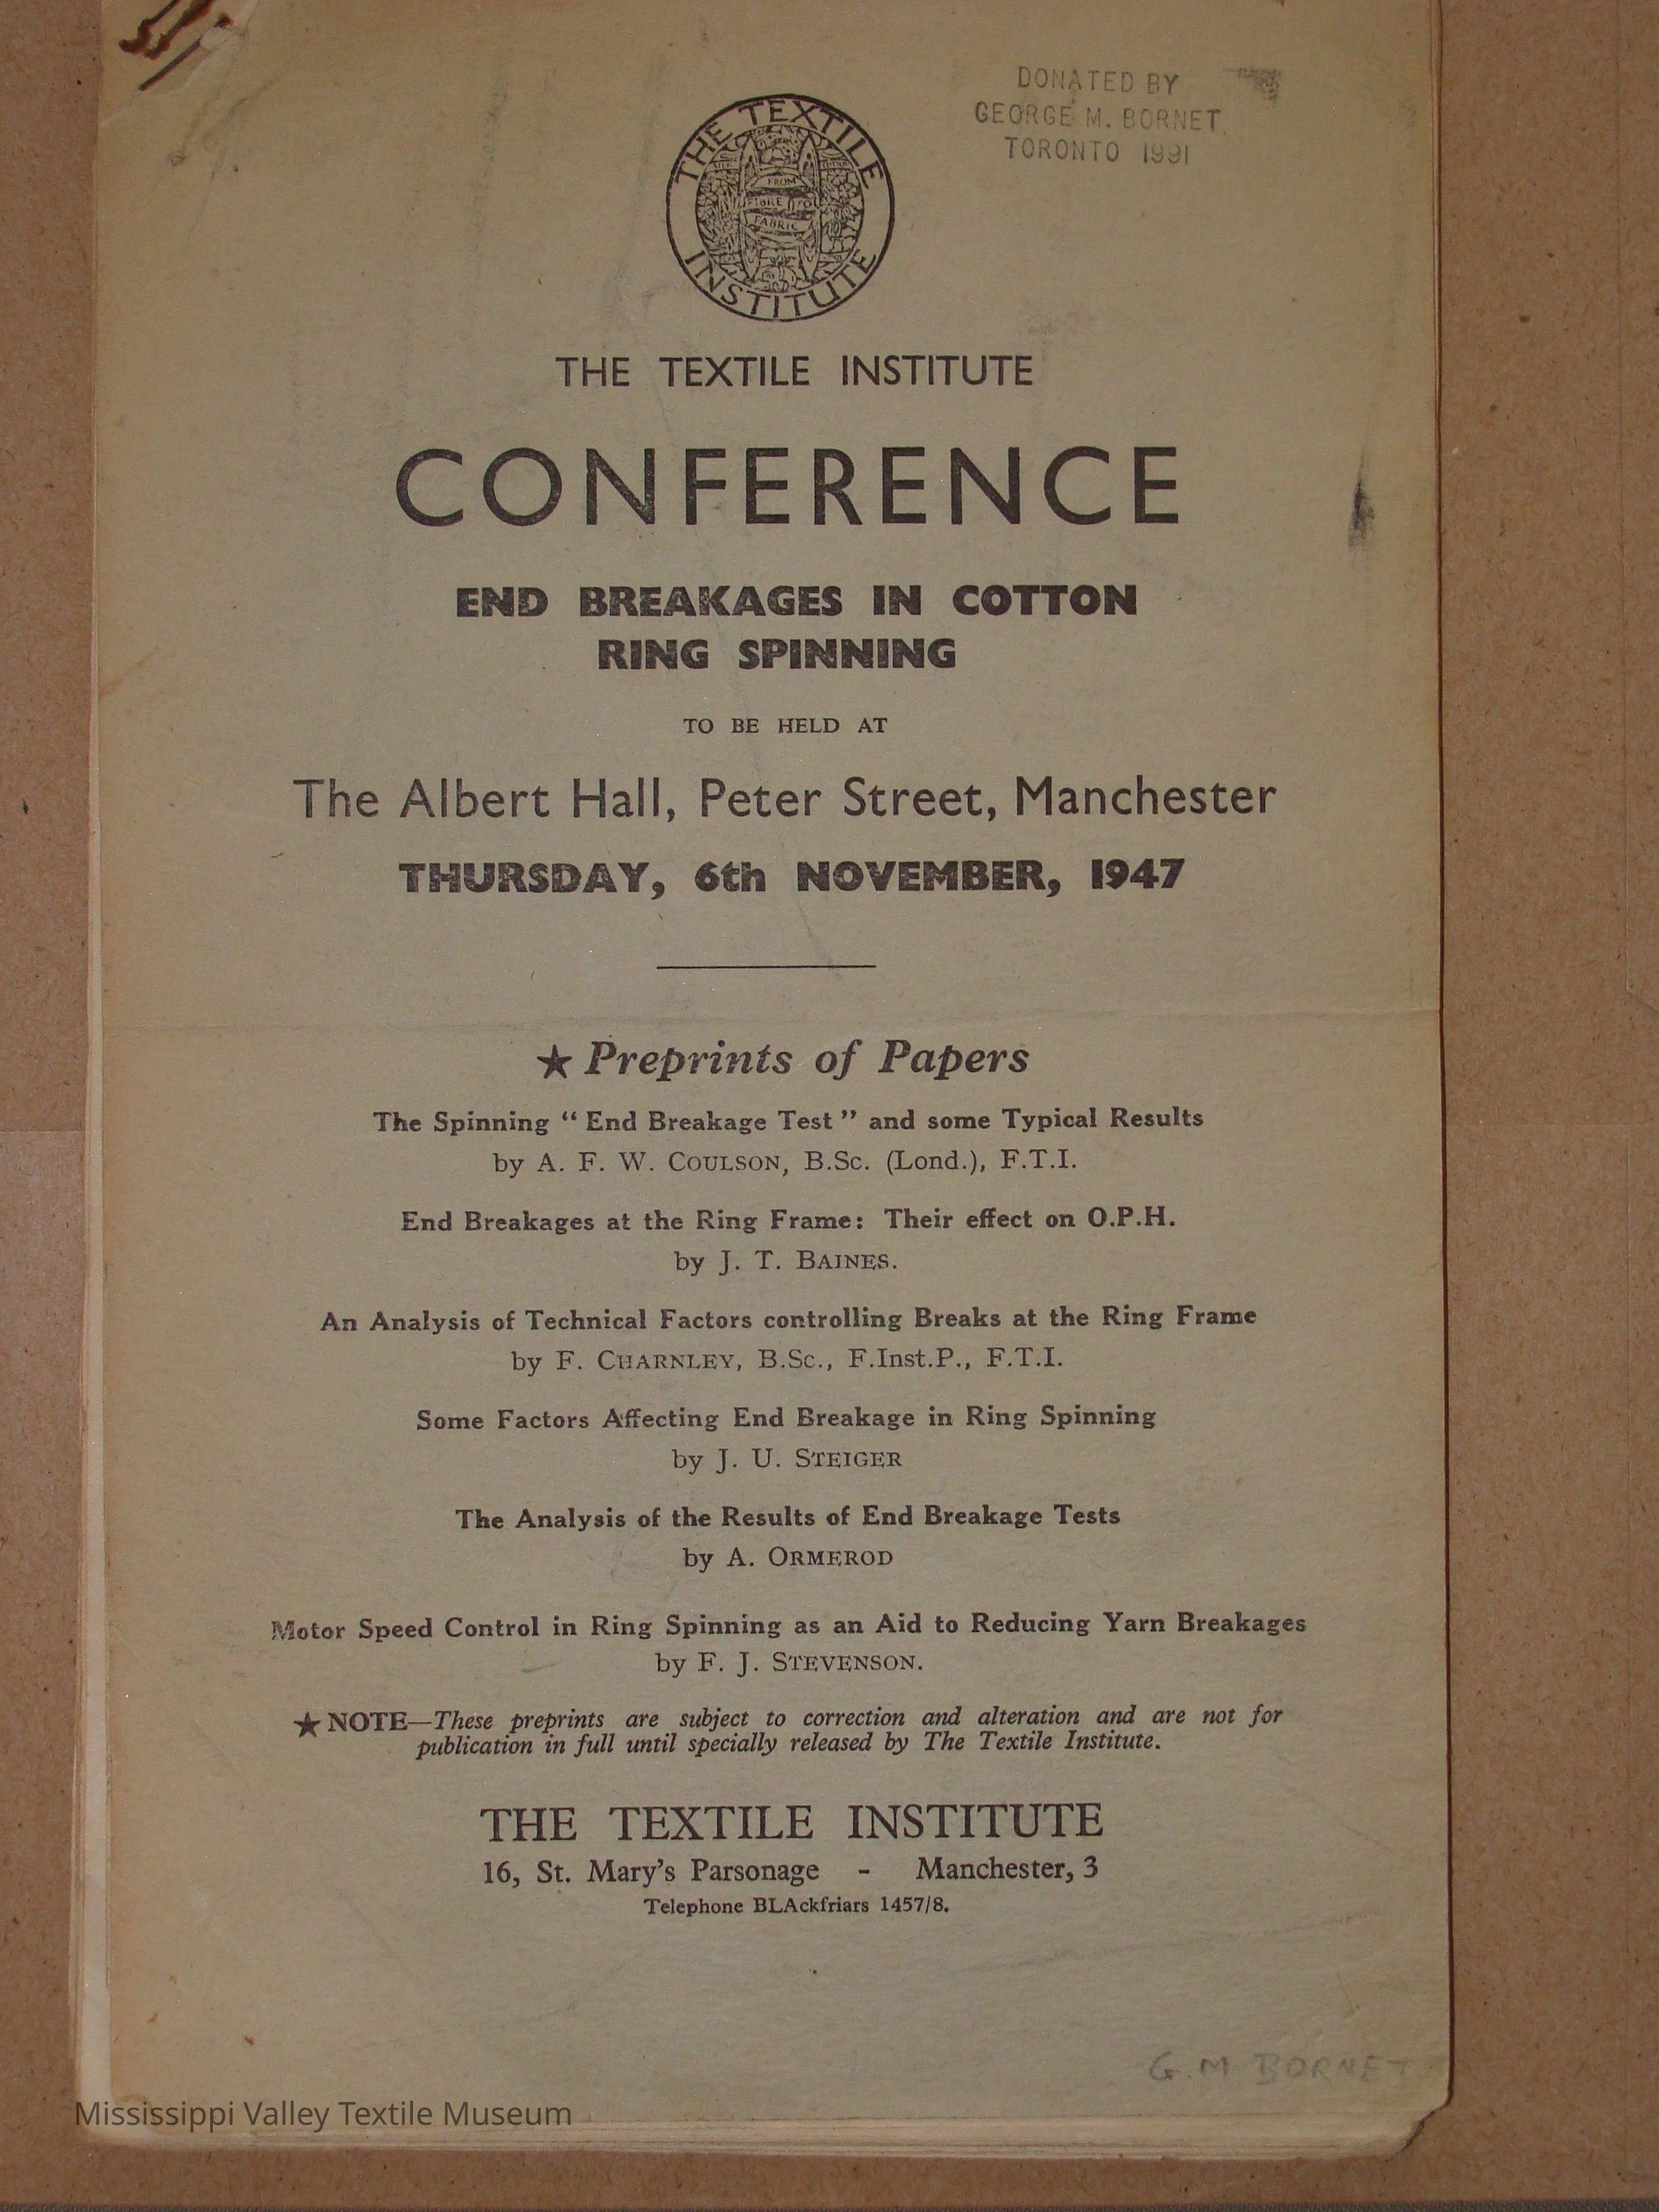 DONATED BY
GEORGE M. BORNET
TORONTO 1991
THE TEXTILE
FROM
FIBRE TO
FABRIC
INSTITUTE
THE TEXTILE INSTITUTE
CONFERENCE
END BREAKAGES IN COTTON
RING SPINNING
TO BE HELD AT
The Albert Hall, Peter Street, Manchester
THURSDAY, 6th NOVEMBER, 1947
★ Preprints of Papers
The Spinning “ End Breakage Test ” and some Typical Results
by A. F. W. COULSON, B.Sc. (Lond.), F.T.I.
End Breakages at the Ring Frame: Their effect on O.P.H.
by J. T. BAINES.
An Analysis of Technical Factors controlling Breaks at the Ring Frame
by F. CHARNLEY, B.Sc., F.Inst.P., F.T.I.
Some Factors Affecting End Breakage in Ring Spinning
by J. U. STEIGER
The Analysis of the Results of End Breakage Tests
by A. ORMEROD
Motor Speed Control in Ring Spinning as an Aid to Reducing Yarn Breakages
by F. J. STEVENSON.
★ NOTE—These preprints are subject to correction and alteration and are not for
publication in full until specially released by The Textile Institute.
THE TEXTILE INSTITUTE
16, St. Mary's Parsonage - Manchester, 3
Telephone BLAckfriars 1457/8.
G. M BORNET
Mississippi Valley Textile Museum